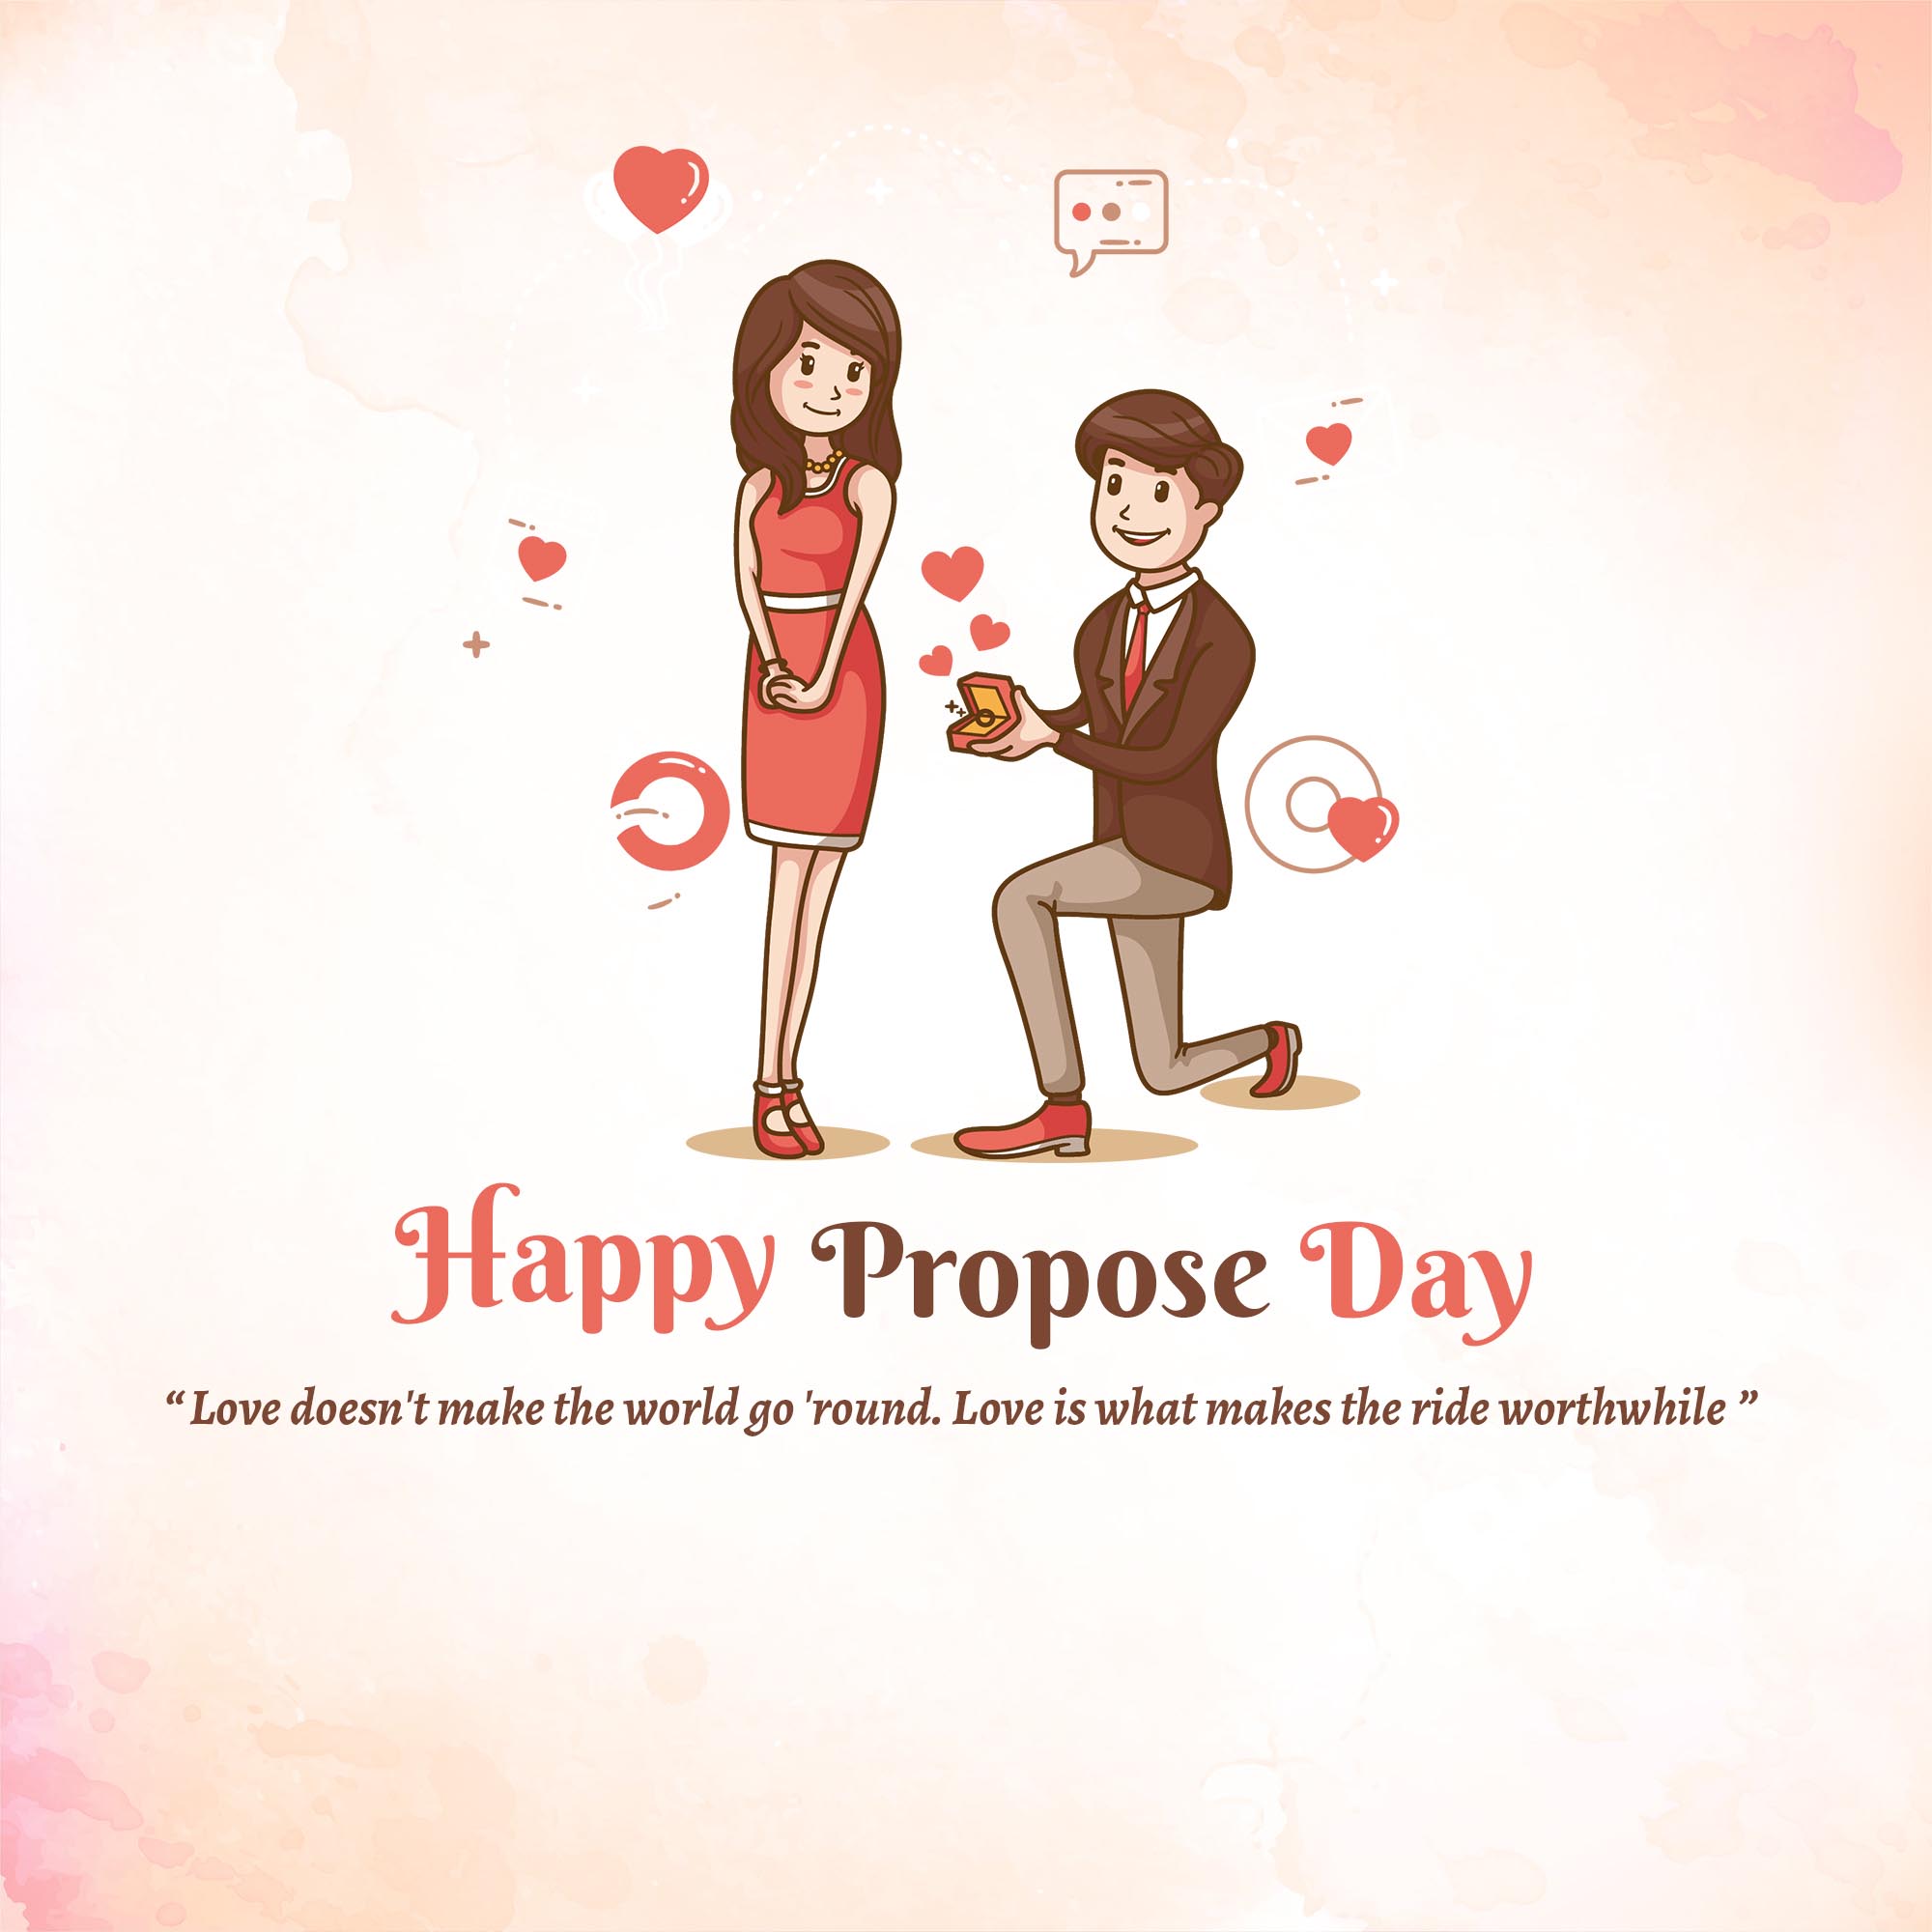 Happy Propose Day
“ Love doesn't make the world go 'round. Love is what makes the ride worthwhile ”